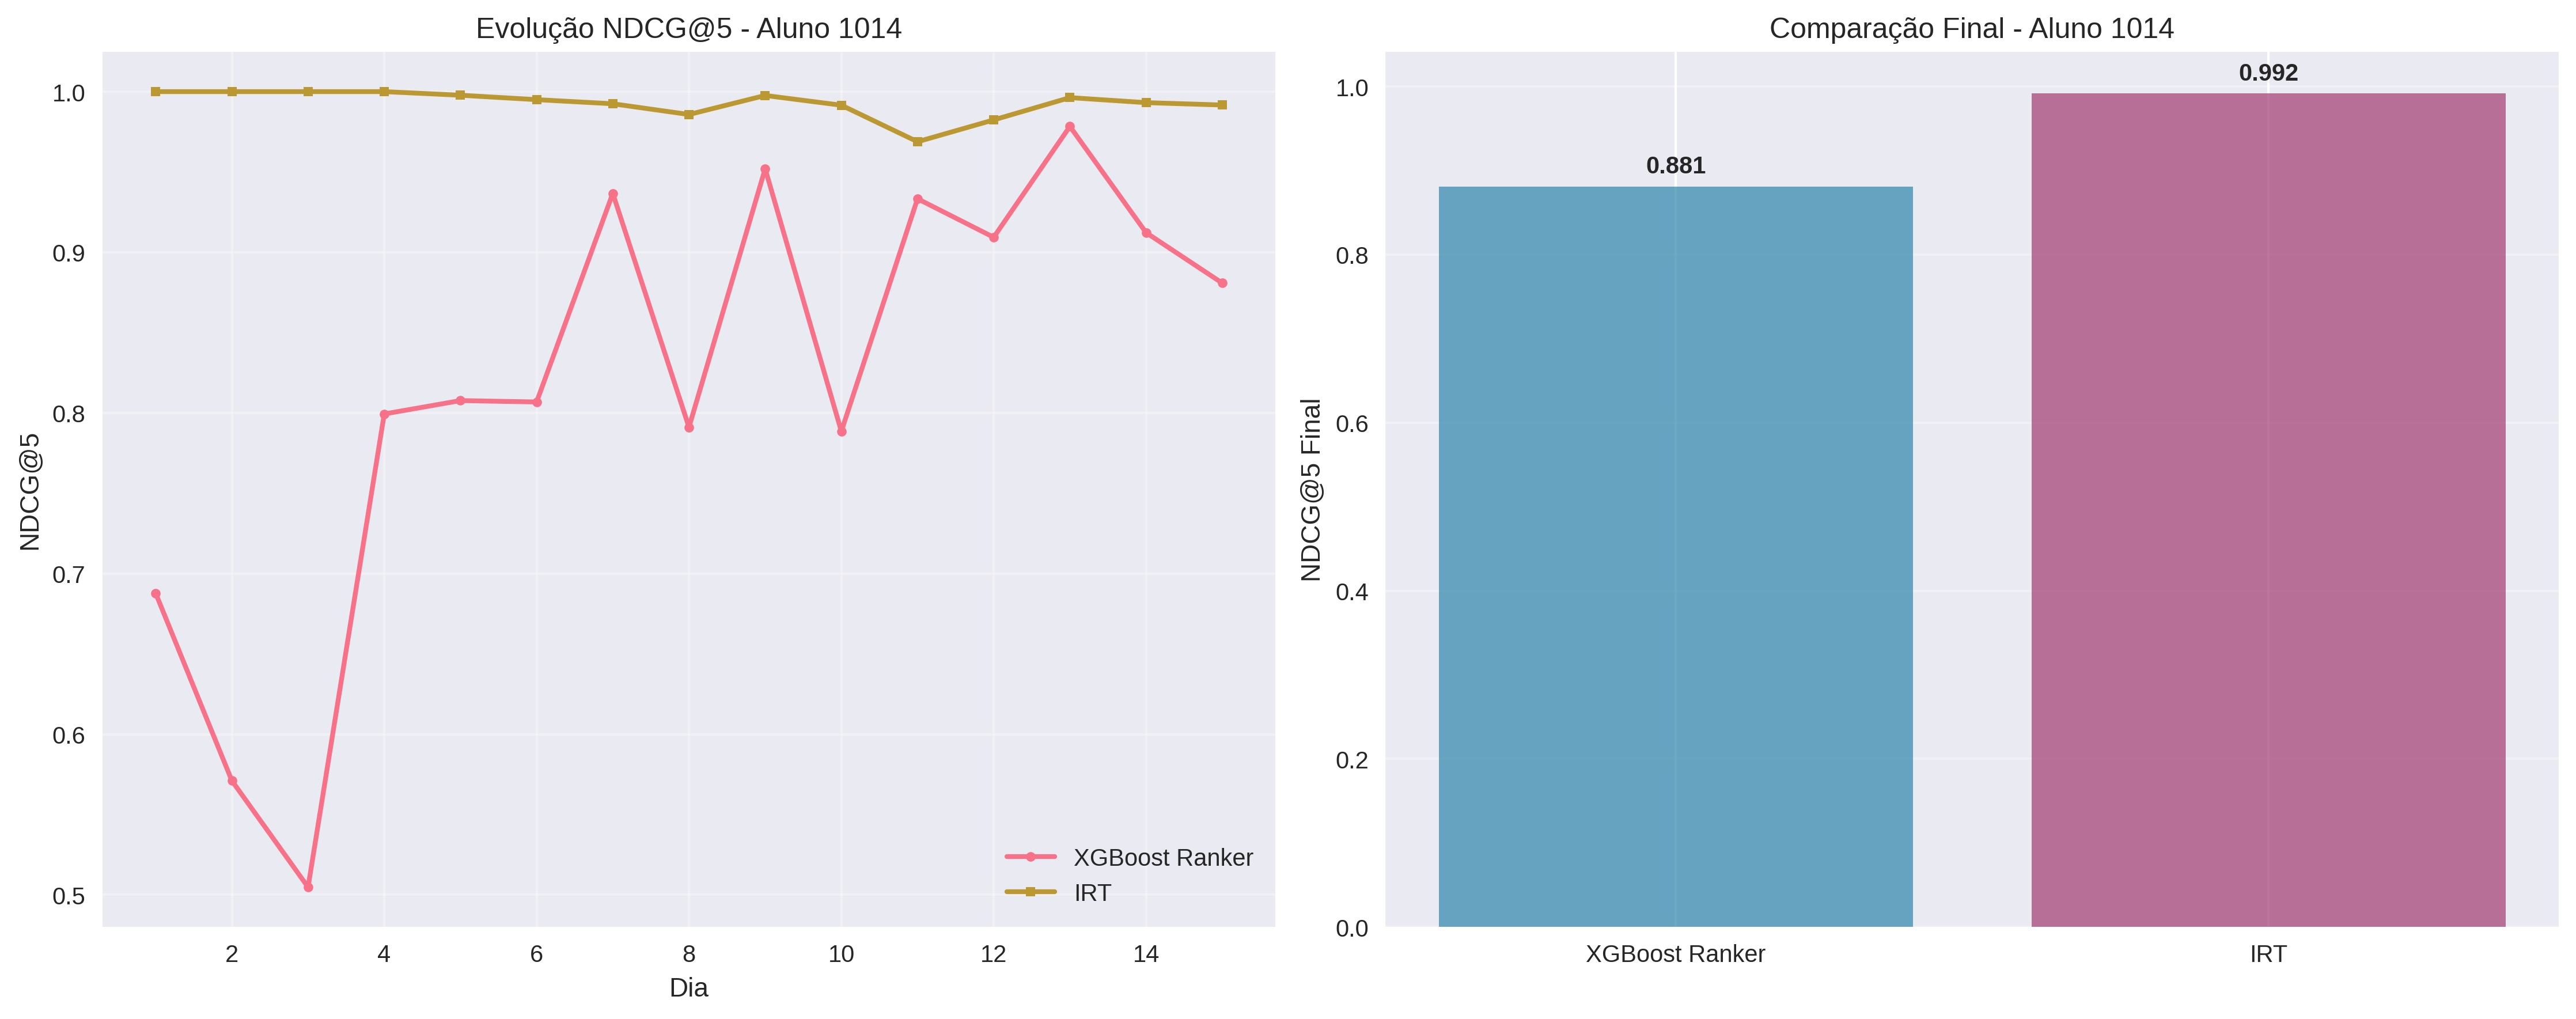 Evolução NDCG@5 - Aluno 1014
NDCG@5
1.0
0.9
0.8
0.7
0.6
0.5
2 4 6 8 10 12 14
Dia
XGBoost Ranker
IRT
Comparação Final - Aluno 1014
NDCG@5 Final
1.0
0.8
0.6
0.4
0.2
0.0
0.881
0.992
XGBoost Ranker IRT